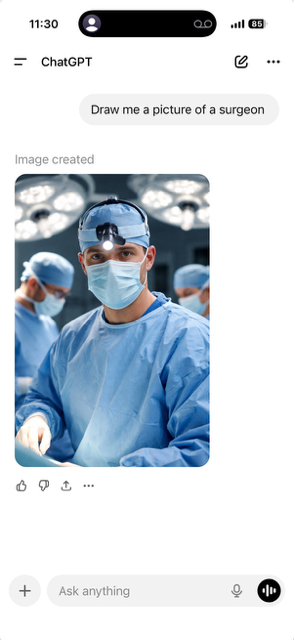 11:30
85
ChatGPT
Draw me a picture of a surgeon
Image created
Ask anything